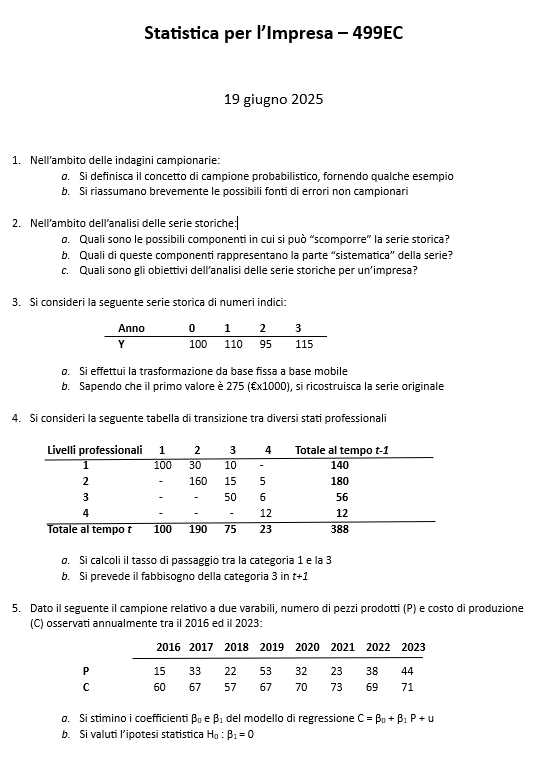 Statistica per l'Impresa – 499EC
19 giugno 2025
1. Nell'ambito delle indagini campionarie:
a. Si definisca il concetto di campione probabilistico, fornendo qualche esempio
b. Si riassumano brevemente le possibili fonti di errori non campionari
2. Nell'ambito dell'analisi delle serie storiche:
a. Quali sono le possibili componenti in cui si può "scomporre" la serie storica?
b. Quali di queste componenti rappresentano la parte "sistematica" della serie?
c. Quali sono gli obiettivi dell'analisi delle serie storiche per un'impresa?
3. Si consideri la seguente serie storica di numeri indici:
Anno 0 1 2 3
Y 100 110 95 115
a. Si effettui la trasformazione da base fissa a base mobile
b. Sapendo che il primo valore è 275 (€x1000), si ricostruisca la serie originale
4. Si consideri la seguente tabella di transizione tra diversi stati professionali
Livelli professionali 1 2 3 4 Totale al tempo t-1
1 100 30 10 - 140
2 - 160 15 5 180
3 - - 50 6 56
4 - - - 12 12
Totale al tempo t 100 190 75 23 388
a. Si calcoli il tasso di passaggio tra la categoria 1 e la 3
b. Si prevede il fabbisogno della categoria 3 in t+1
5. Dato il seguente il campione relativo a due varabili, numero di pezzi prodotti (P) e costo di produzione
(C) osservati annualmente tra il 2016 ed il 2023:
2016 2017 2018 2019 2020 2021 2022 2023
P 15 33 22 53 32 23 38 44
C 60 67 57 67 70 73 69 71
a. Si stimino i coefficienti β₀ e β₁ del modello di regressione C = β₀ + β₁ P + u
b. Si valuti l'ipotesi statistica H₀ : β₁ = 0